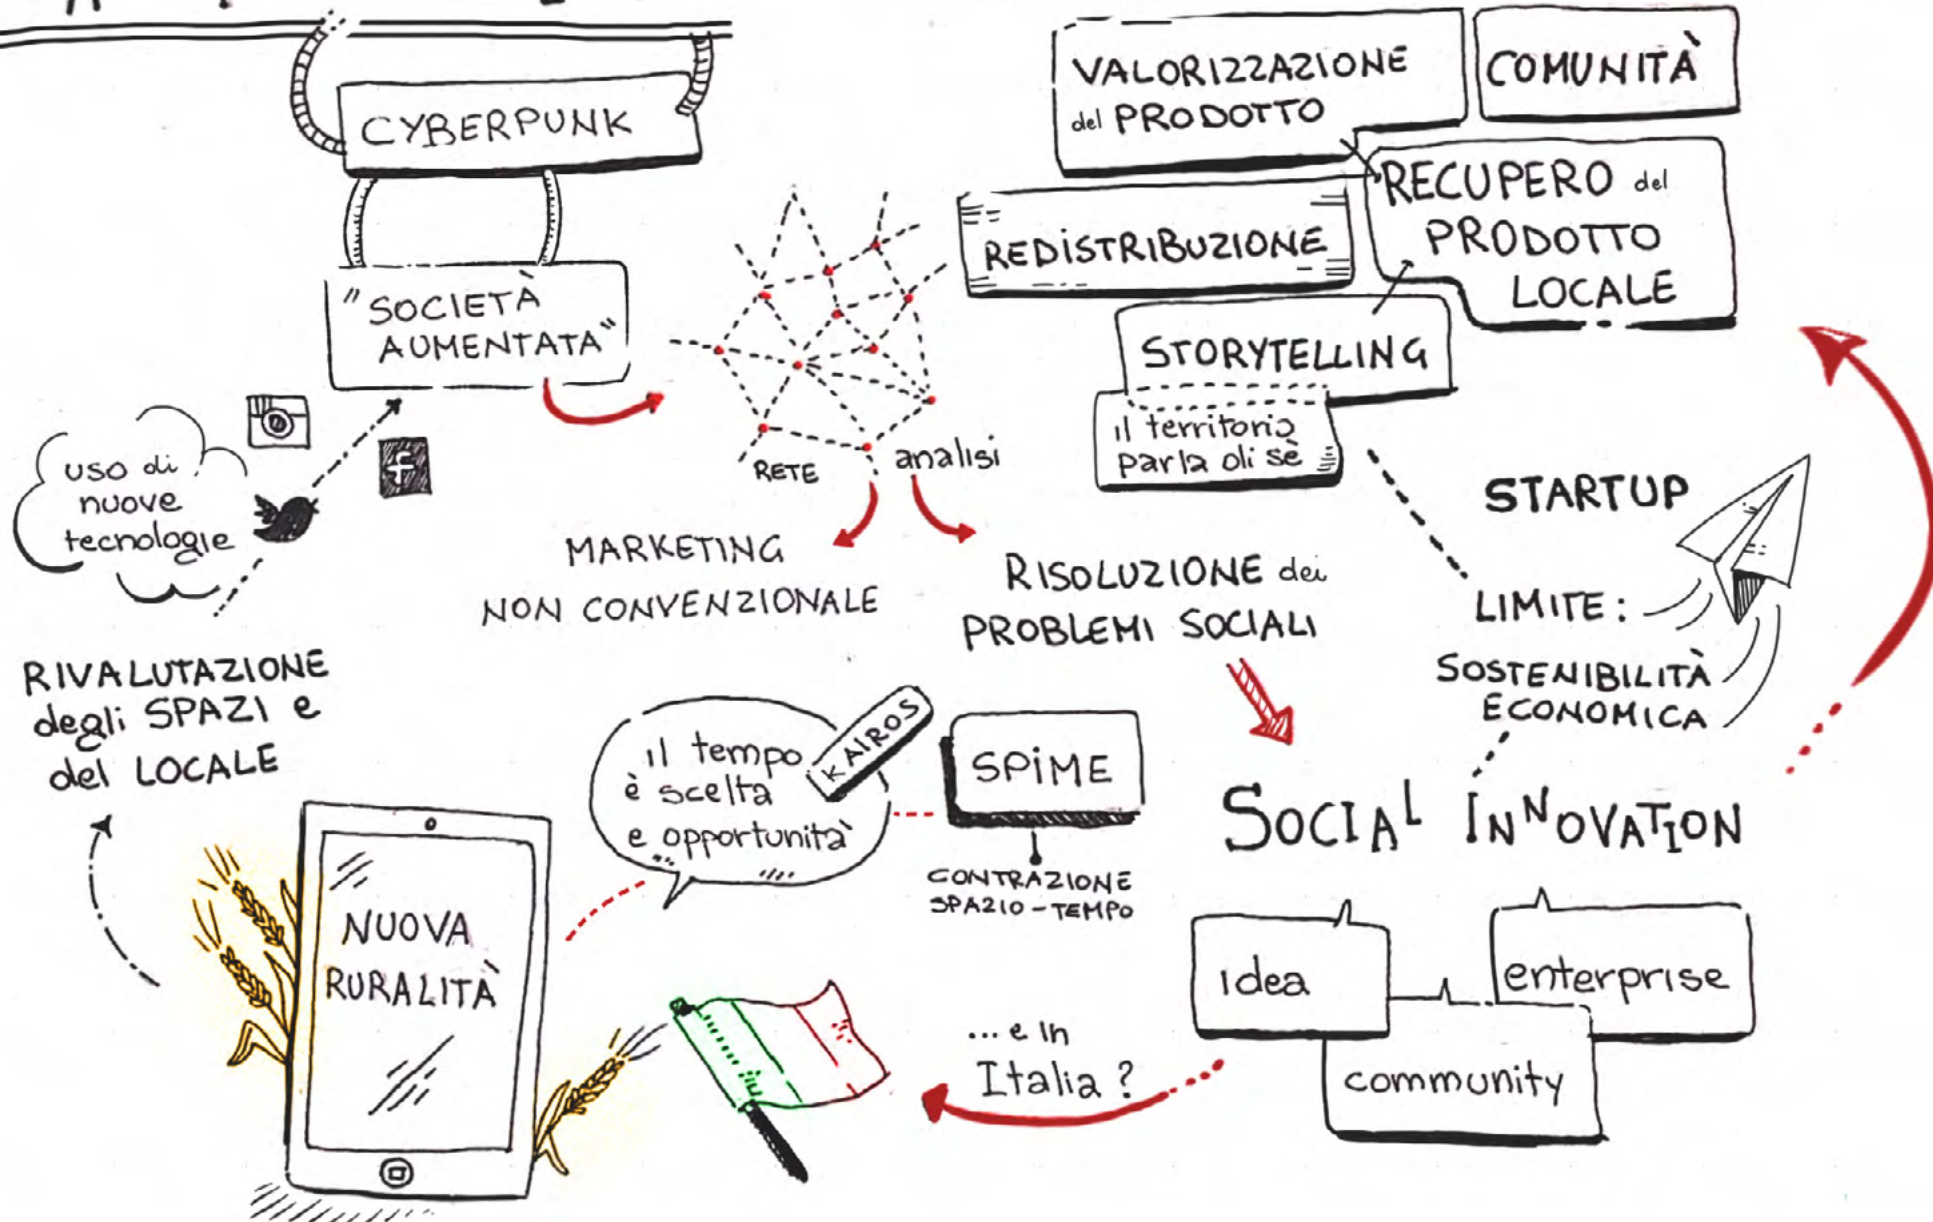 CYBERPUNK
"SOCIETÀ
AUMENTATA"
VALORIZZAZIONE
del PRODOTTO
COMUNITÀ
RECUPERO del
PRODOTTO
LOCALE
REDISTRIBUZIONE
STORYTELLING
il territorio
parla di sè
uso di
nuove
tecnologie
f
RETE
analisi
MARKETING
NON CONVENZIONALE
RISOLUZIONE dei
PROBLEMI SOCIALI
STARTUP
LIMITE:
SOSTENIBILITÀ
ECONOMICA
RIVALUTAZIONE
degli SPAZI e
del LOCALE
il tempo
è scelta
e opportunità
KAIROS
SPIME
CONTRAZIONE
SPAZIO-TEMPO
SOCIAL INNOVATION
idea
enterprise
community
NUOVA
RURALITÀ
...e in
Italia?